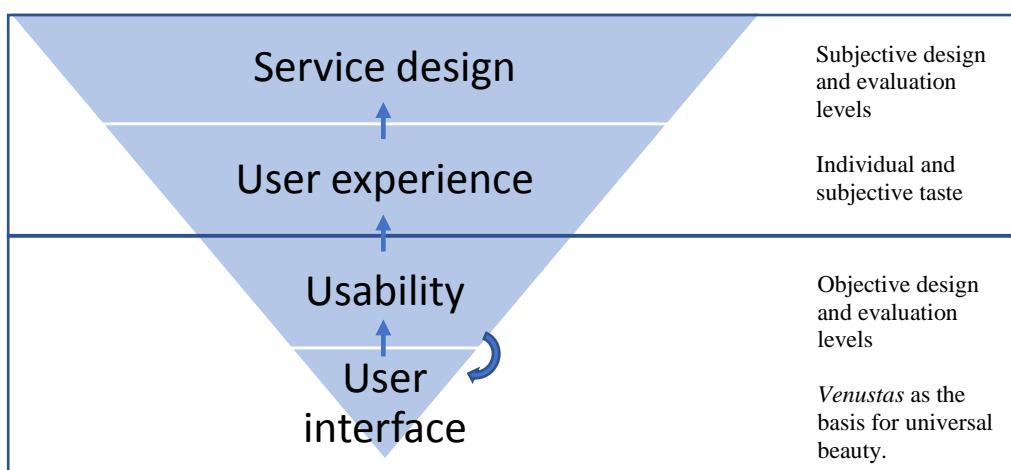 Service design
User experience
Usability
User
interface
Subjective design
and evaluation
levels
Individual and
subjective taste
Objective design
and evaluation
levels
Venustas as the
basis for universal
beauty.